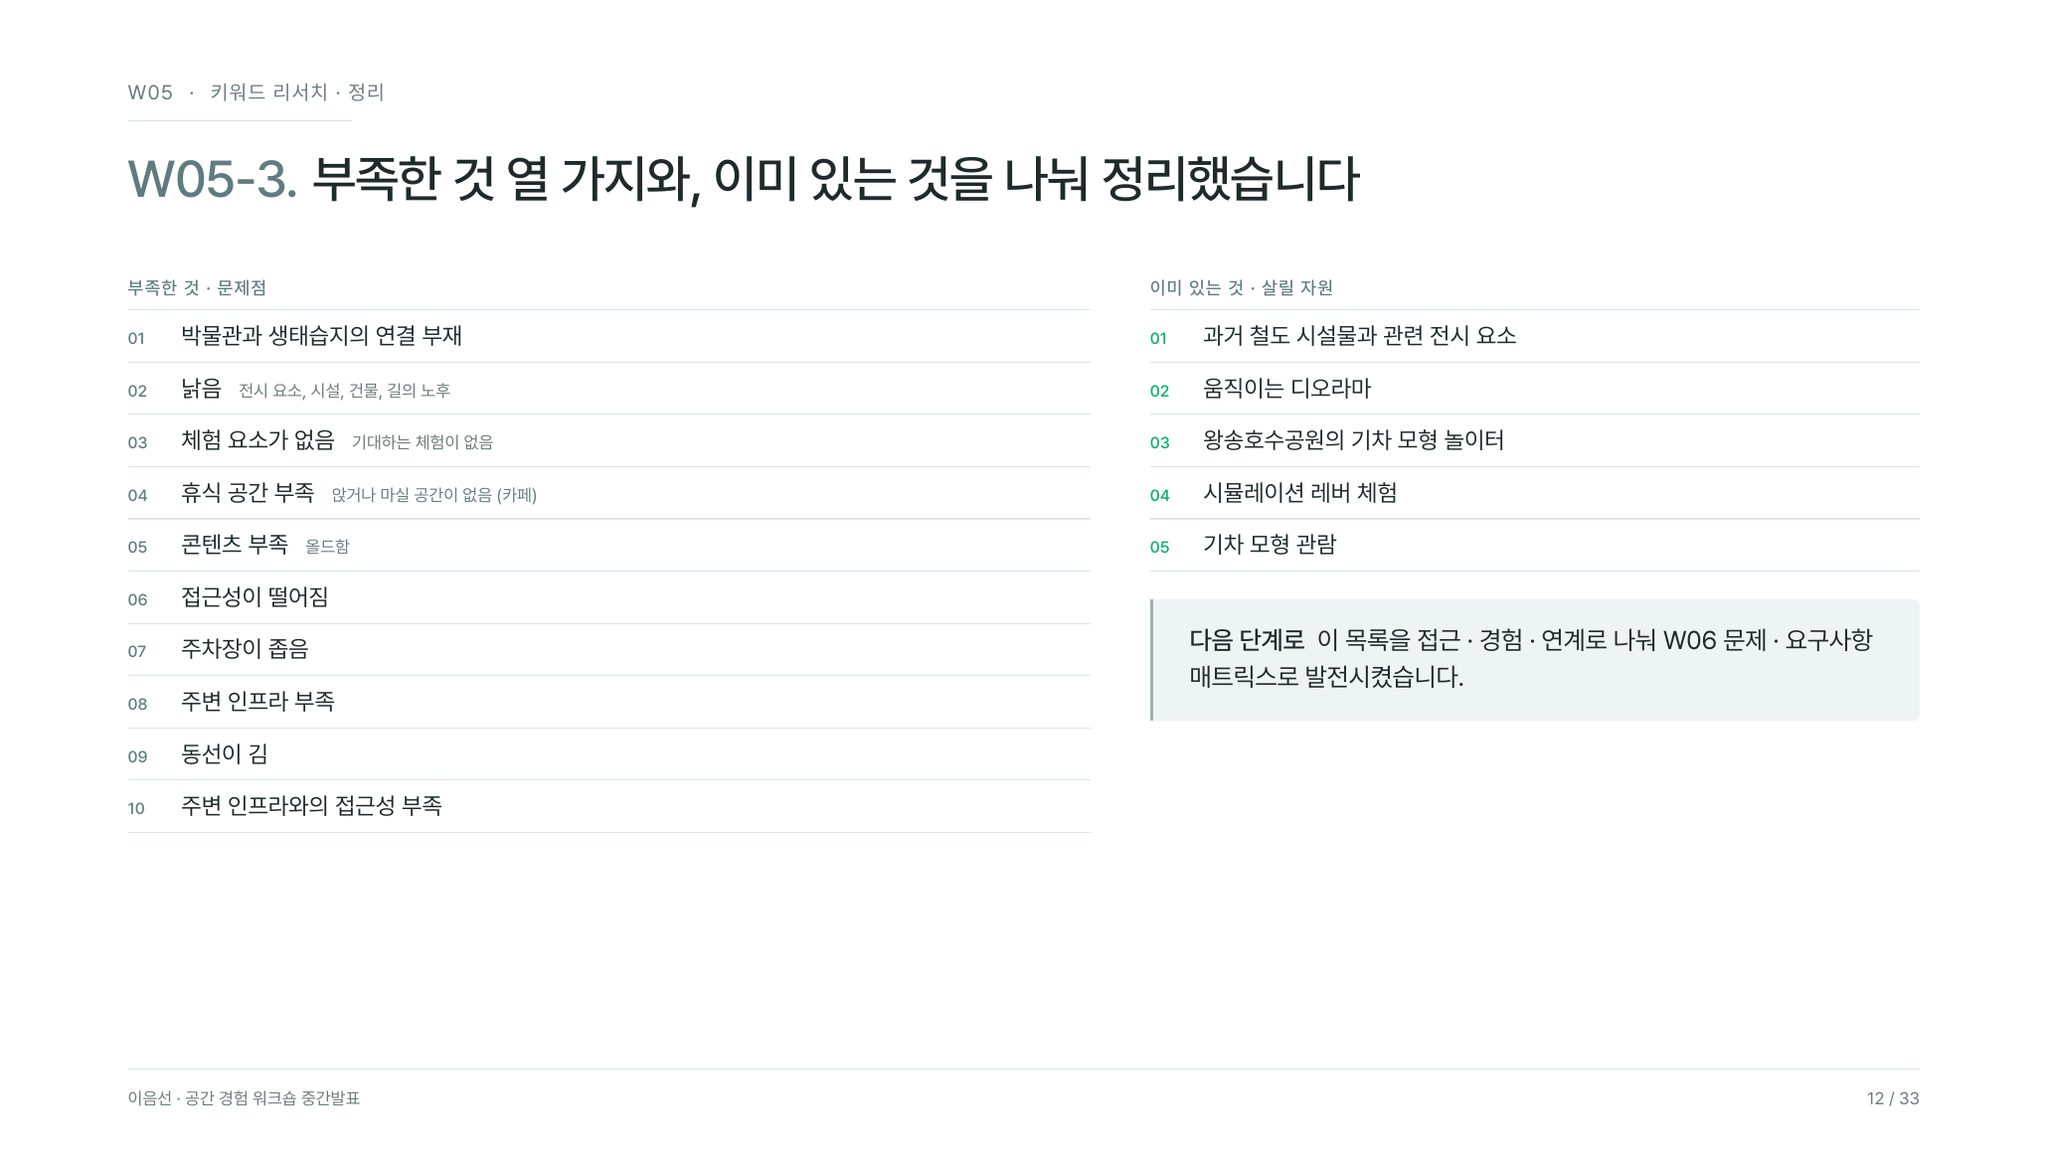 W05 · 키워드 리서치 · 정리
W05-3. 부족한 것 열 가지와, 이미 있는 것을 나눠 정리했습니다
부족한 것 · 문제점
01 박물관과 생태습지의 연결 부재
02 낡음 전시 요소, 시설, 건물, 길의 노후
03 체험 요소가 없음 기대하는 체험이 없음
04 휴식 공간 부족 앉거나 마실 공간이 없음 (카페)
05 콘텐츠 부족 올드함
06 접근성이 떨어짐
07 주차장이 좁음
08 주변 인프라 부족
09 동선이 김
10 주변 인프라와의 접근성 부족
이미 있는 것 · 살릴 자원
01 과거 철도 시설물과 관련 전시 요소
02 움직이는 디오라마
03 왕송호수공원의 기차 모형 놀이터
04 시뮬레이션 레버 체험
05 기차 모형 관람
다음 단계로 이 목록을 접근 · 경험 · 연계로 나눠 W06 문제 · 요구사항
매트릭스로 발전시켰습니다.
이음선 · 공간 경험 워크숍 중간발표
12 / 33